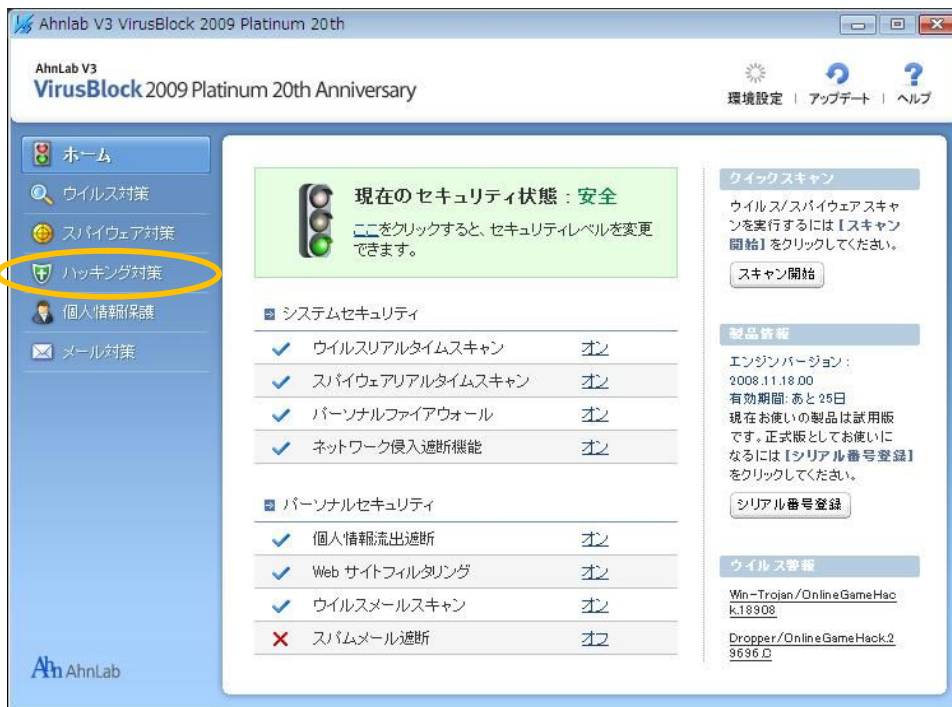 Ahnlab V3 VirusBlock 2009 Platinum 20th
AhnLab V3
VirusBlock 2009 Platinum 20th Anniversary
環境設定 | アップデート | ヘルプ
ホーム
ウイルス対策
スパイウェア対策
ハッキング対策
個人情報保護
メール対策
AhnLab
現在のセキュリティ状態 : 安全
ここをクリックすると、セキュリティレベルを変更
できます。
システムセキュリティ
ウイルスリアルタイムスキャン オン
スパイウェアリアルタイムスキャン オン
パーソナルファイアウォール オン
ネットワーク侵入遮断機能 オン
パーソナルセキュリティ
個人情報流出遮断 オン
Web サイトフィルタリング オン
ウイルスメールスキャン オン
スパムメール遮断 オフ
クイックスキャン
ウイルス/スパイウェアスキャ
ンを実行するには【スキャン
開始】をクリックしてください。
スキャン開始
製品情報
エンジンバージョン :
2008.11.18.00
有効期間: あと 25日
現在お使いの製品は試用版
です。正式版としてお使いに
なるには【シリアル番号登録】
をクリックしてください。
シリアル番号登録
ウイルス警報
Win-Trojan/OnlineGameHac
k.18908
Dropper/OnlineGameHack.2
9696.C